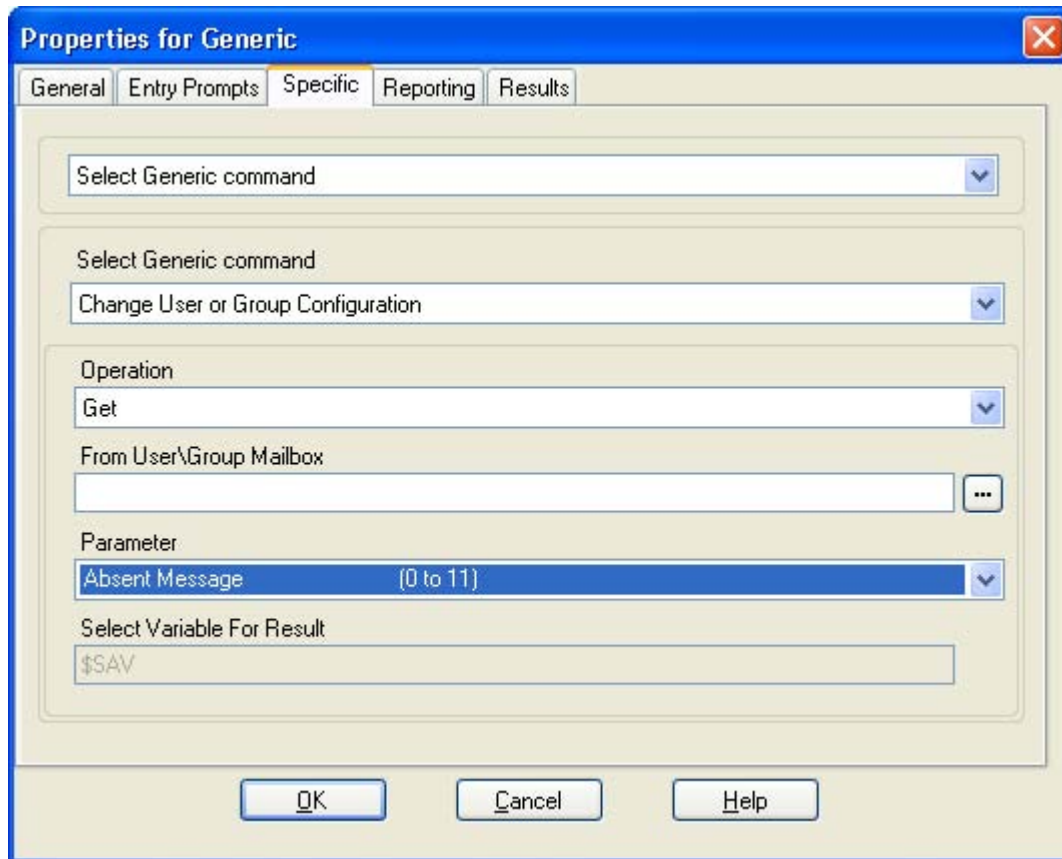 Properties for Generic
General Entry Prompts Specific Reporting Results
Select Generic command
Select Generic command
Change User or Group Configuration
Operation
Get
From User\Group Mailbox
...
Parameter
Absent Message (0 to 11)
Select Variable For Result
$SAV
OK Cancel Help